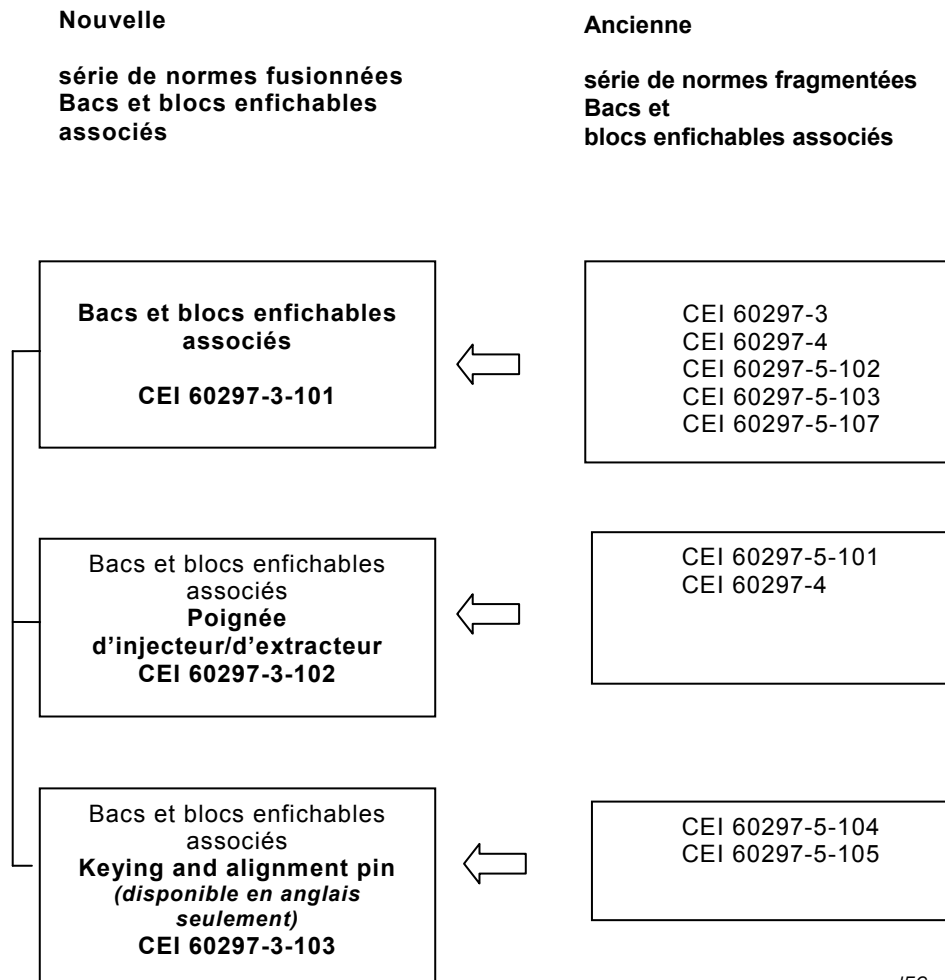 Nouvelle
série de normes fusionnées
Bacs et blocs enfichables
associés
Ancienne
série de normes fragmentées
Bacs et
blocs enfichables associés
Bacs et blocs enfichables
associés
CEI 60297-3-101
CEI 60297-3
CEI 60297-4
CEI 60297-5-102
CEI 60297-5-103
CEI 60297-5-107
Bacs et blocs enfichables
associés
Poignée
d'injecteur/d'extracteur
CEI 60297-3-102
CEI 60297-5-101
CEI 60297-4
Bacs et blocs enfichables
associés
Keying and alignment pin
(disponible en anglais
seulement)
CEI 60297-3-103
CEI 60297-5-104
CEI 60297-5-105